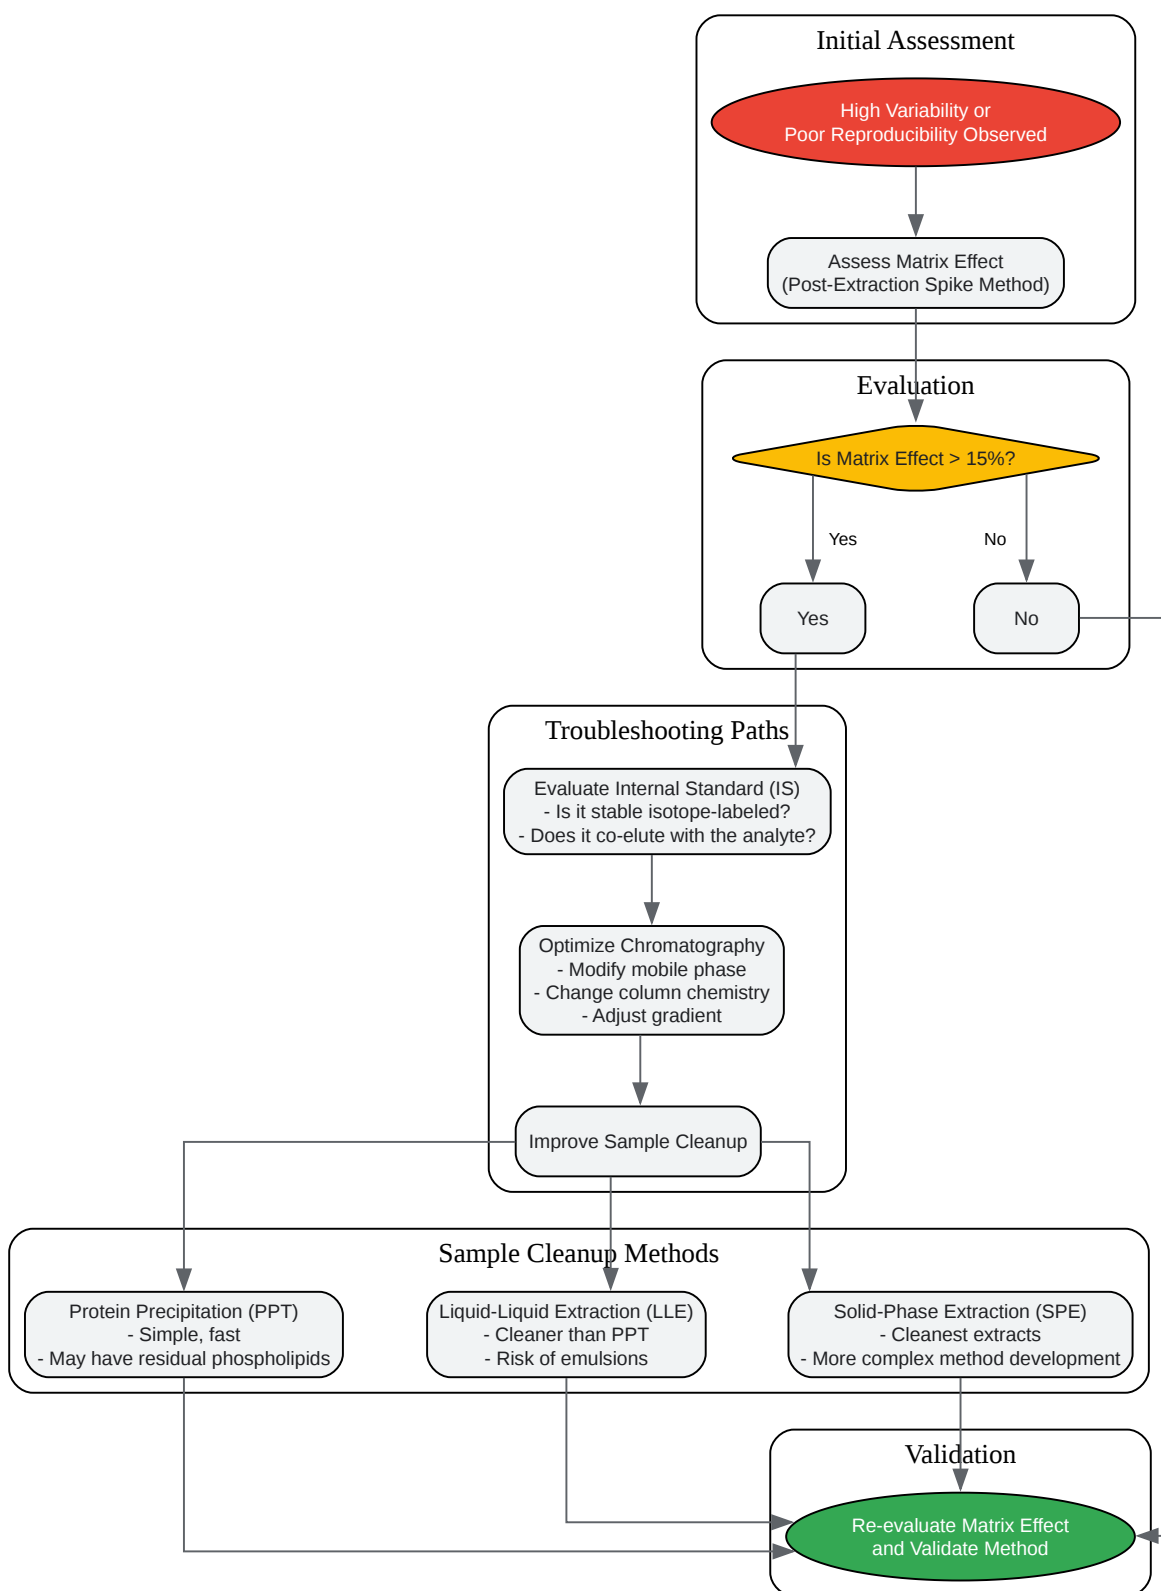 Initial Assessment
High Variability or
Poor Reproducibility Observed
Assess Matrix Effect
(Post-Extraction Spike Method)
Evaluation
Is Matrix Effect > 15%?
Yes
No
Yes
No
Troubleshooting Paths
Evaluate Internal Standard (IS)
- Is it stable isotope-labeled?
- Does it co-elute with the analyte?
Optimize Chromatography
- Modify mobile phase
- Change column chemistry
- Adjust gradient
Improve Sample Cleanup
Sample Cleanup Methods
Protein Precipitation (PPT)
- Simple, fast
- May have residual phospholipids
Liquid-Liquid Extraction (LLE)
- Cleaner than PPT
- Risk of emulsions
Solid-Phase Extraction (SPE)
- Cleanest extracts
- More complex method development
Validation
Re-evaluate Matrix Effect
and Validate Method